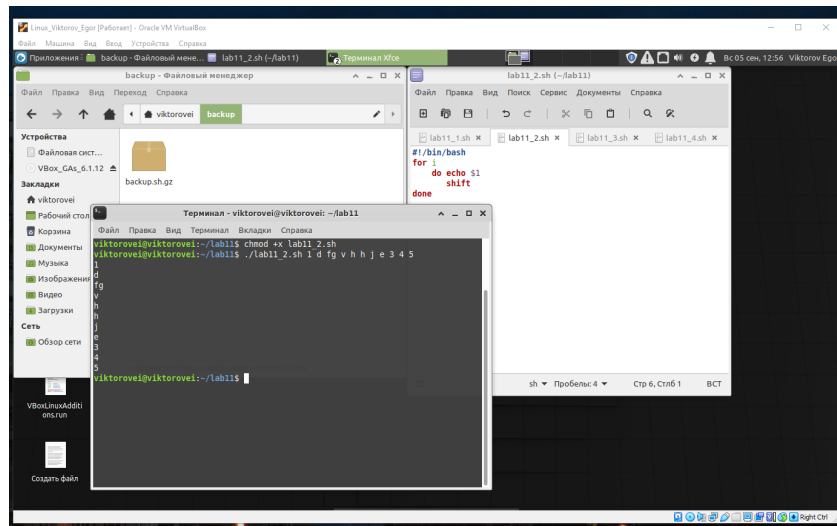 Linux_Viktorov_Egor [Работает] - Oracle VM VirtualBox
Файл Машина Вид Ввод Устройства Справка
Приложения backup - Файловый мене... lab11_2.sh (~/lab11) Терминал Xfce Вс 05 сен, 12:56 Viktorov Ego
backup - Файловый менеджер
Файл Правка Вид Переход Справка
viktorovei backup
Устройства
Файловая сист...
VBox_GAs_6.1.12
Закладки
viktorovei
Рабочий стол
Корзина
Документы
Музыка
Изображения
Видео
Загрузки
Сеть
Обзор сети
backup.sh.gz
lab11_2.sh (~/lab11)
Файл Правка Вид Поиск Сервис Документы Справка
lab11_1.sh lab11_2.sh lab11_3.sh lab11_4.sh
#!/bin/bash
for i
do echo $1
shift
done
sh Пробелы: 4 Стр 6, Стлб 1 ВСТ
Терминал - viktorovei@viktorovei: ~/lab11
Файл Правка Вид Терминал Вкладки Справка
viktorovei@viktorovei:~/lab11$ chmod +x lab11_2.sh
viktorovei@viktorovei:~/lab11$ ./lab11_2.sh 1 d fg v h h j e 3 4 5
1
d
fg
v
h
h
j
e
3
4
5
viktorovei@viktorovei:~/lab11$
VBoxLinuxAdditi
ons.run
Создать файл
Right Ctrl